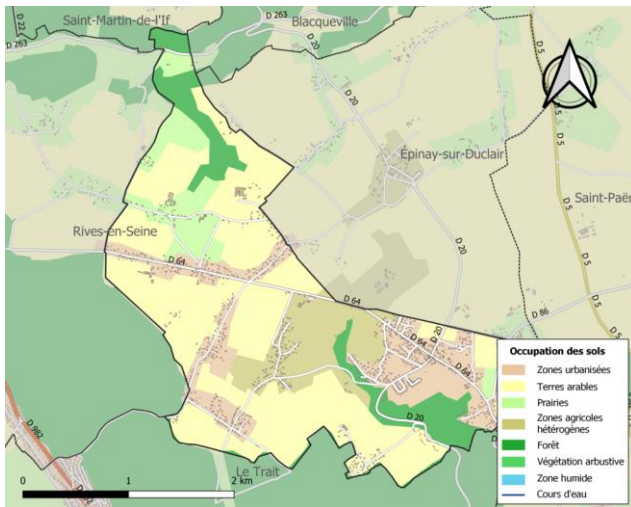 Saint-Martin-de-l'If
Blacqueville
D 22
D 263
D 263
D 20
D 5
Épinay-sur-Duclair
Saint-Paër
D 5
D 5
Rives-en-Seine
D 64
D 20
D 64
D 86
D 20
D 64
D 64
D 20
D 982
Le Trait
0
1
2 km
Occupation des sols
Zones urbanisées
Terres arables
Prairies
Zones agricoles
hétérogènes
Forêt
Végétation arbustive
Zone humide
Cours d'eau